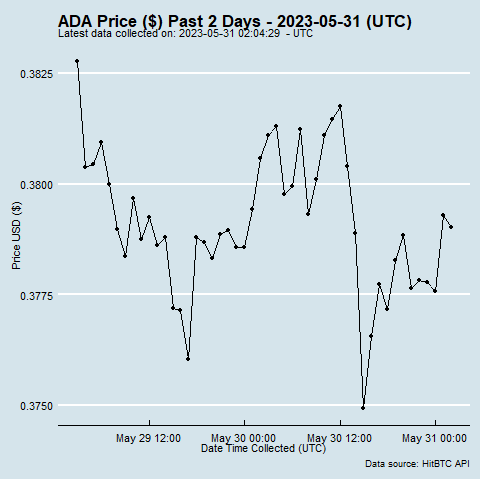 ADA Price ($) Past 2 Days - 2023-05-31 (UTC)
Latest data collected on: 2023-05-31 02:04:29  - UTC
0.3825
0.3800
0.3775
0.3750
Price USD ($)
May 29 12:00
May 30 00:00
May 30 12:00
May 31 00:00
Date Time Collected (UTC)
Data source: HitBTC API